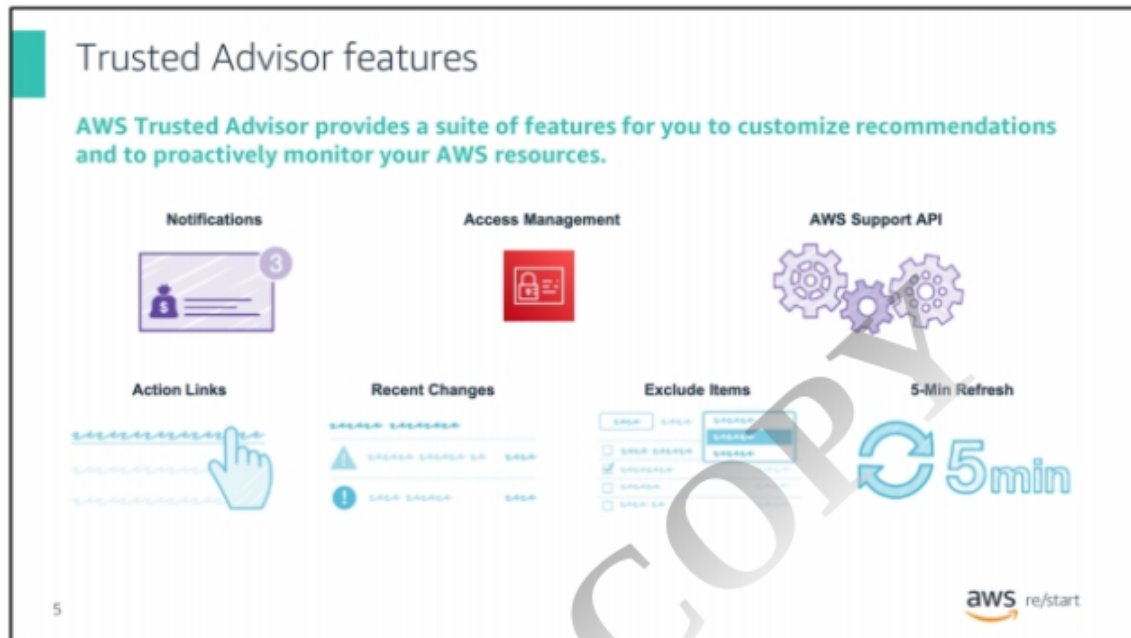 Trusted Advisor features
AWS Trusted Advisor provides a suite of features for you to customize recommendations
and to proactively monitor your AWS resources.
Notifications
Access Management
AWS Support API
3
$
Action Links
Recent Changes
Exclude Items
5-Min Refresh
!
!
5min
COPY
5
aws re/start